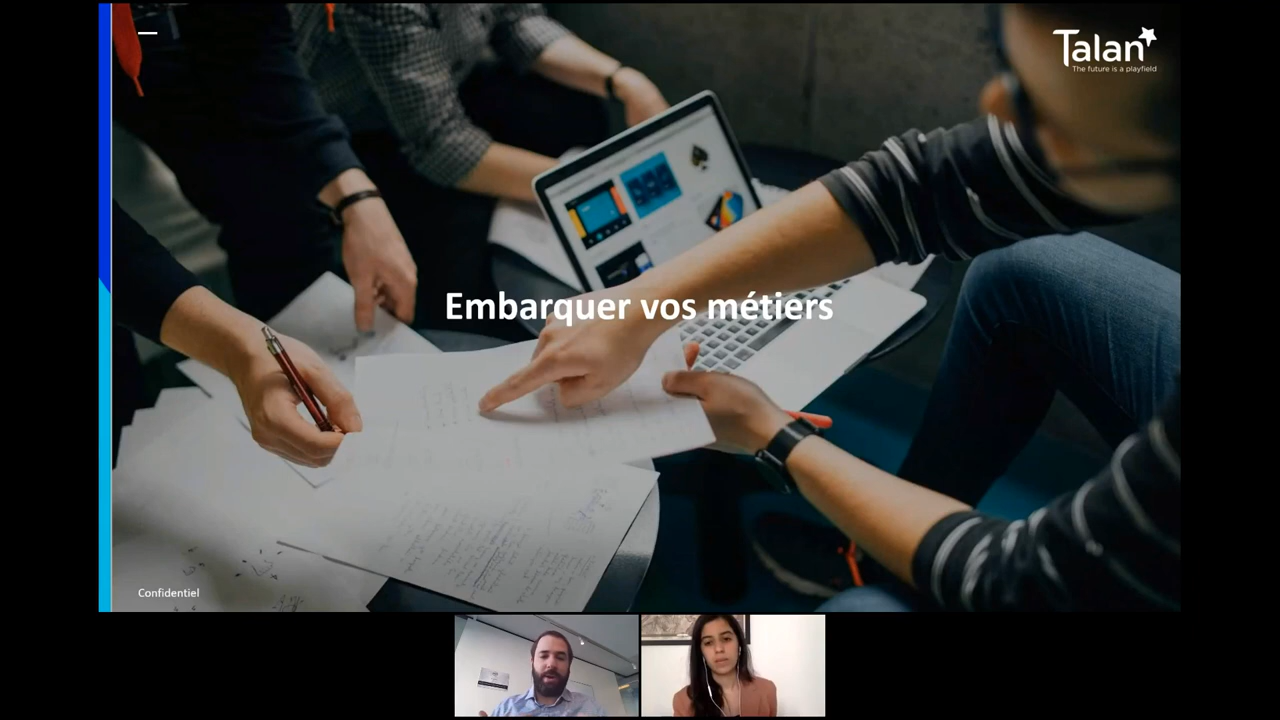 Talan
The future is a playfield
Embarquer vos métiers
Confidentiel